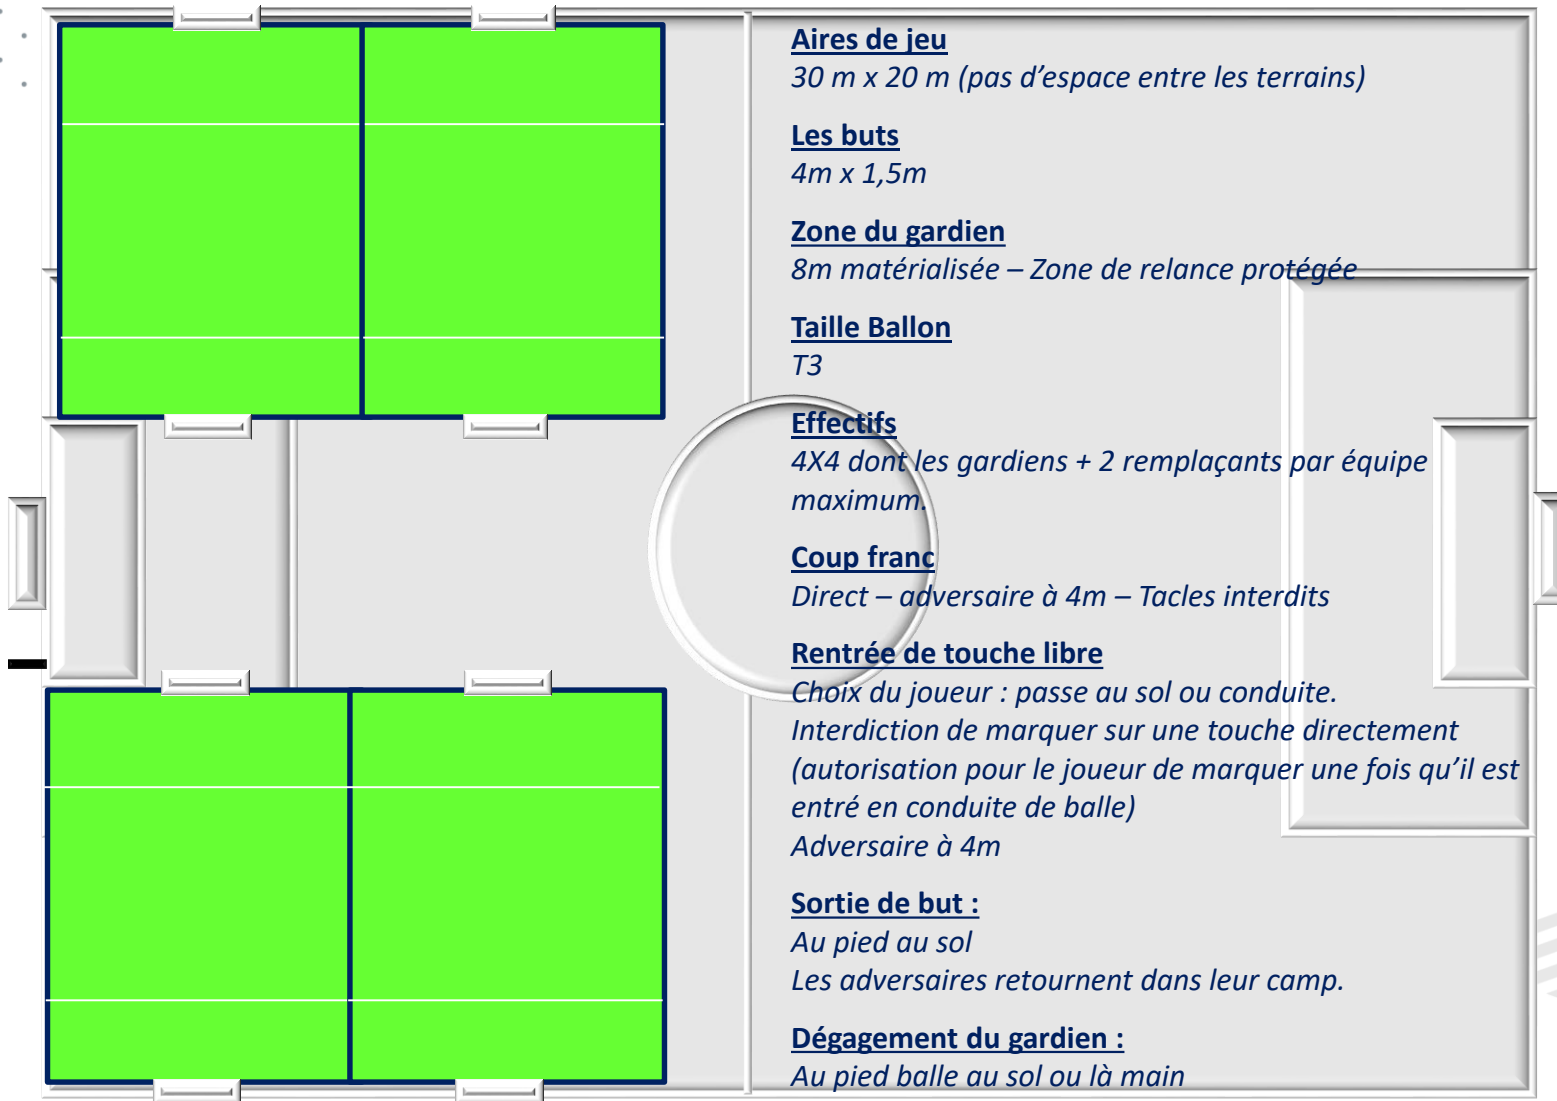 Aires de jeu
30 m x 20 m (pas d’espace entre les terrains)
Les buts
4m x 1,5m
Zone du gardien
8m matérialisée – Zone de relance protégée
Taille Ballon
T3
Effectifs
4X4 dont les gardiens + 2 remplaçants par équipe
maximum.
Coup franc
Direct – adversaire à 4m – Tacles interdits
Rentrée de touche libre
Choix du joueur : passe au sol ou conduite.
Interdiction de marquer sur une touche directement
(autorisation pour le joueur de marquer une fois qu’il est
entré en conduite de balle)
Adversaire à 4m
Sortie de but :
Au pied au sol
Les adversaires retournent dans leur camp.
Dégagement du gardien :
Au pied balle au sol ou là main